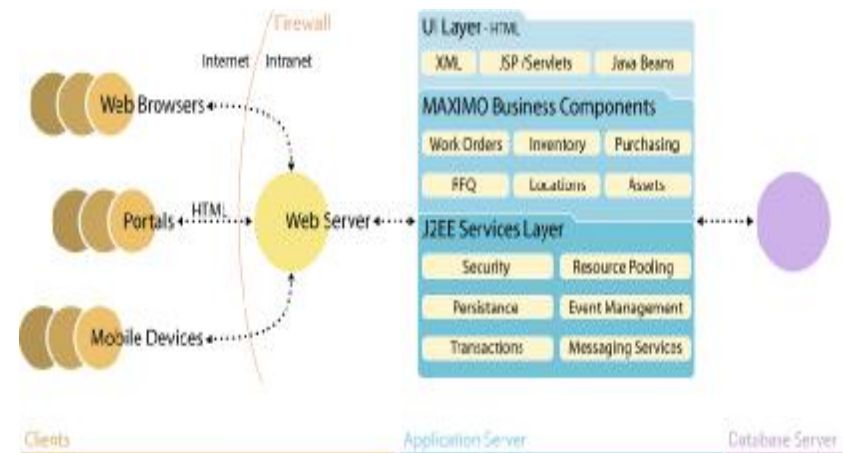 Firewall
Internet Intranet
Web Browsers
Portals
HTML
Web Server
Mobile Devices
UI Layer - HTML
XML JSP/Servlets Java Beans
MAXIMO Business Components
Work Orders Inventory Purchasing
RFQ Locations Assets
J2EE Services Layer
Security Resource Pooling
Persistance Event Management
Transactions Messaging Services
Clients
Application Server
Database Server